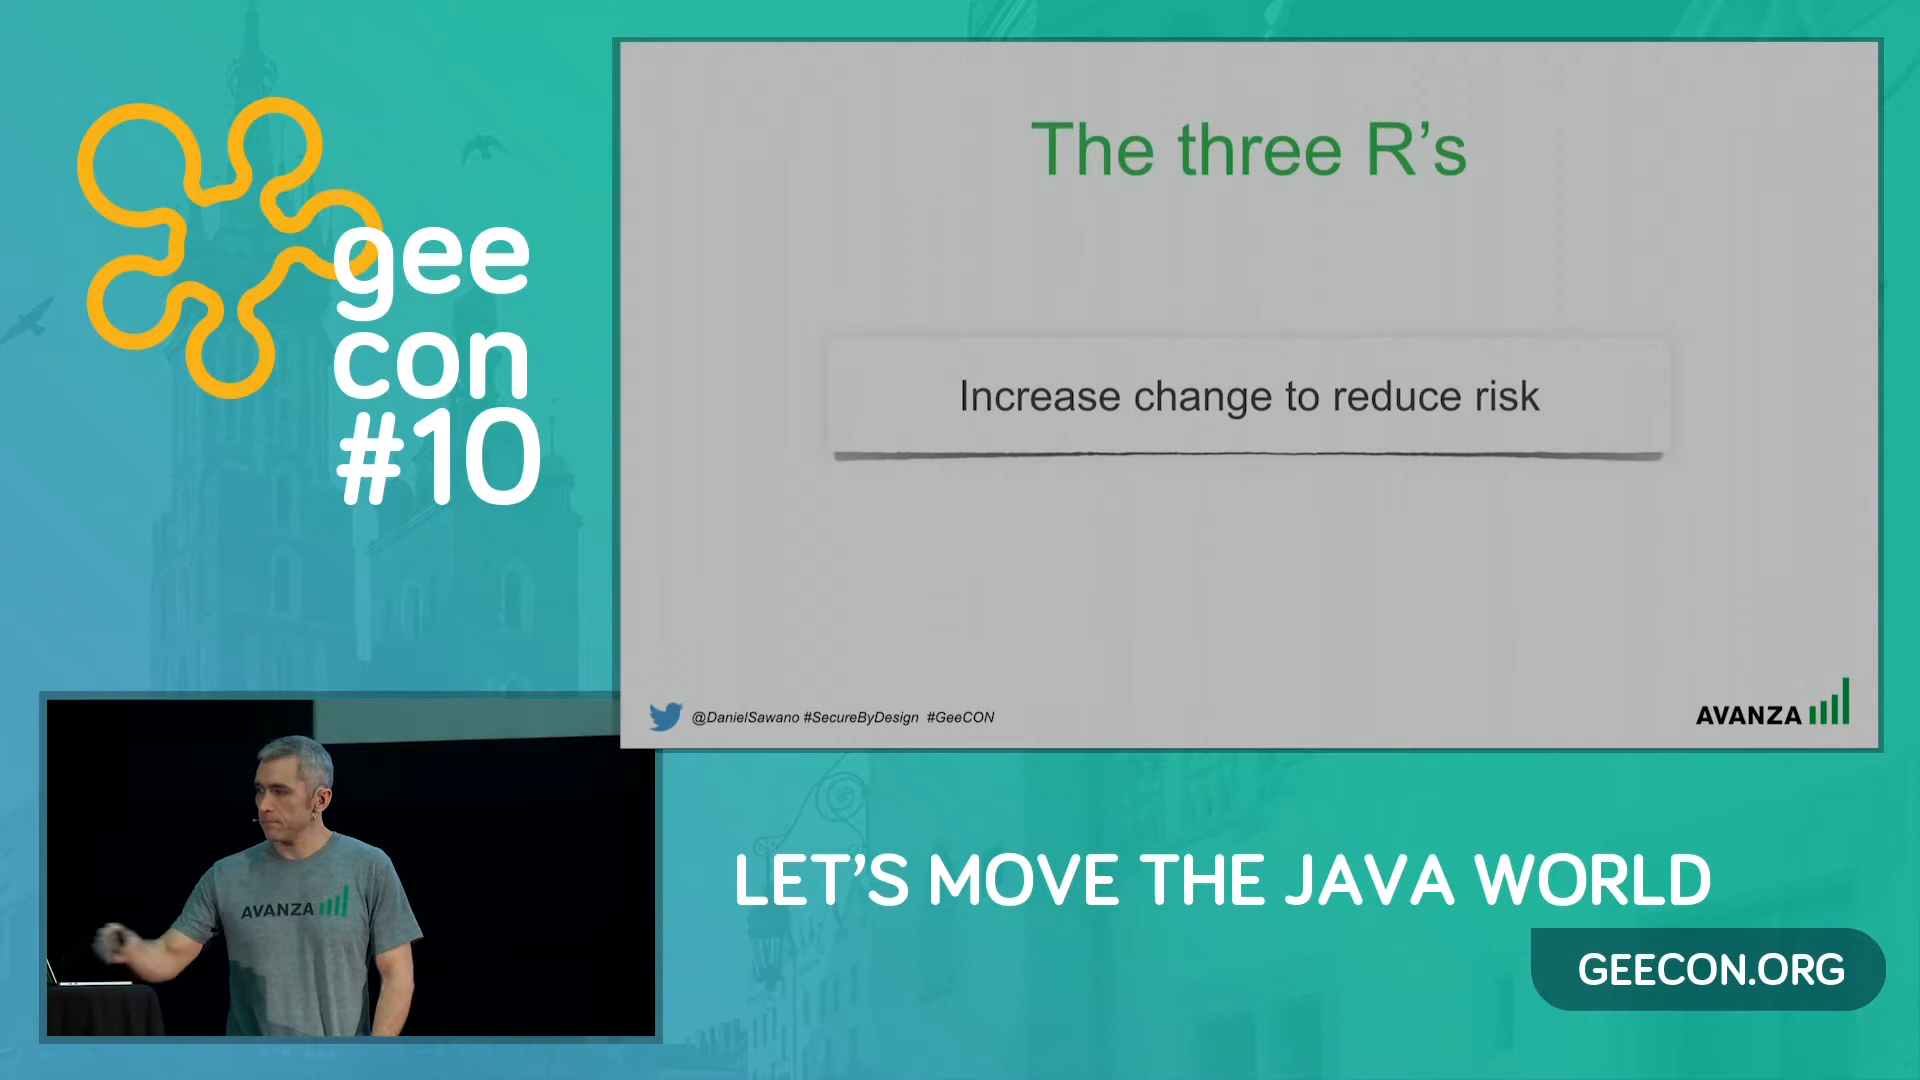 gee
con
#10
The three R's
Increase change to reduce risk
@DanielSawano #SecureByDesign #GeeCON
AVANZA
AVANZA
LET'S MOVE THE JAVA WORLD
GEECON.ORG